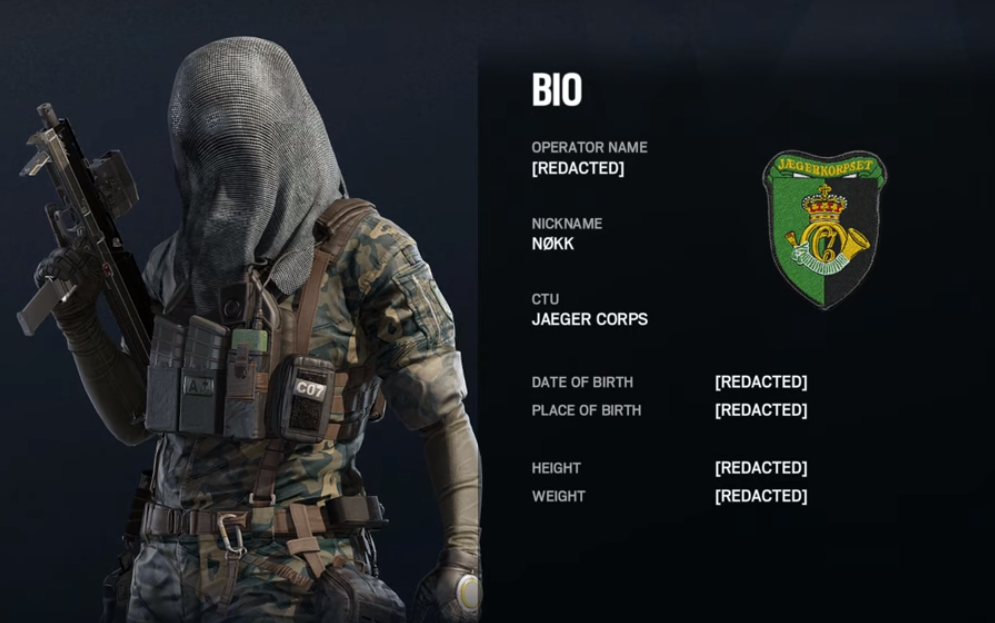 BIO
OPERATOR NAME
[REDACTED]
NICKNAME
NØKK
CTU
JAEGER CORPS
DATE OF BIRTH [REDACTED]
PLACE OF BIRTH [REDACTED]
HEIGHT [REDACTED]
WEIGHT [REDACTED]
JÆGERKORPSET
A+
C07